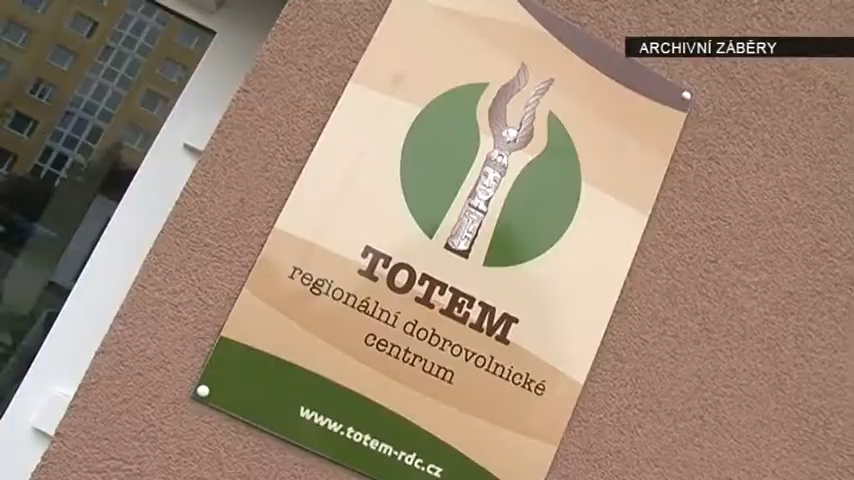 ARCHIVNÍ ZÁBĚRY
TOTEM
regionální dobrovolnické
centrum
www.totem-rdc.cz